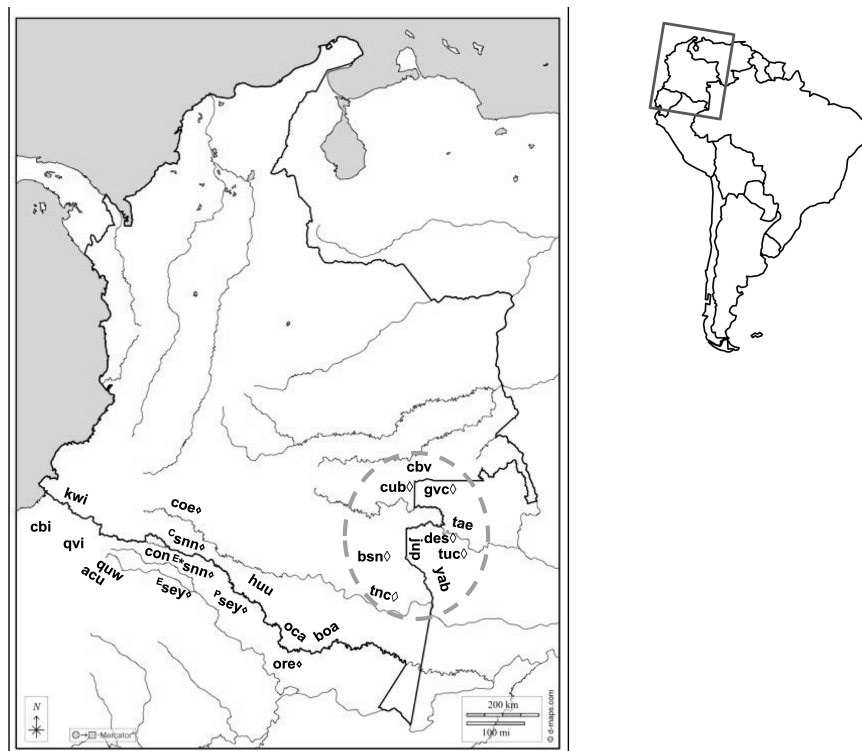 cbv
cub◊ gvc◊
kwi
coe⋄
tae
cbi
ᶜsnn⋄
des◊
qvi
jup
tuc◊
con ᴱ*snn⋄
bsn◊
quw
yab
acu
huu
ᴱsey⋄
ᴾsey⋄
tnc◊
oca boa
ore⋄
N
Mercator
200 km
100 mi
© d-maps.com